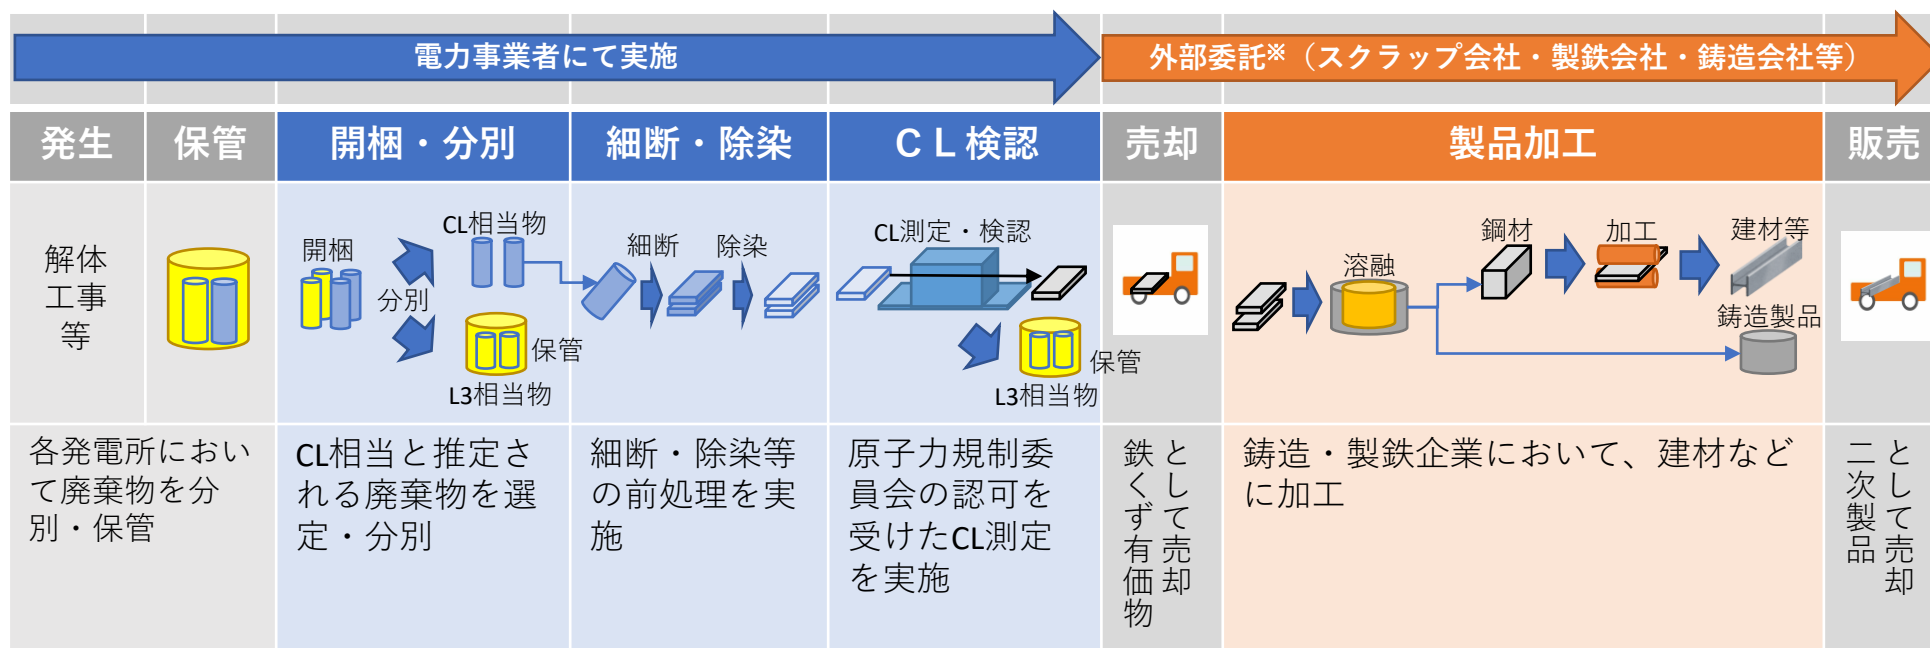 電力事業者にて実施
外部委託※（スクラップ会社・製鉄会社・鋳造会社等）
発生
保管
開梱・分別
細断・除染
ＣＬ検認
売却
製品加工
販売
解体
工事
等
開梱
分別
CL相当物
保管
L3相当物
細断
除染
CL測定・検認
保管
L3相当物
溶融
鋼材
加工
建材等
鋳造製品
各発電所におい
て廃棄物を分
別・保管
CL相当と推定さ
れる廃棄物を選
定・分別
細断・除染等
の前処理を実
施
原子力規制委
員会の認可を
受けたCL測定
を実施
鉄くず有価物
として売却
鋳造・製鉄企業において、建材など
に加工
二次製品
として売却